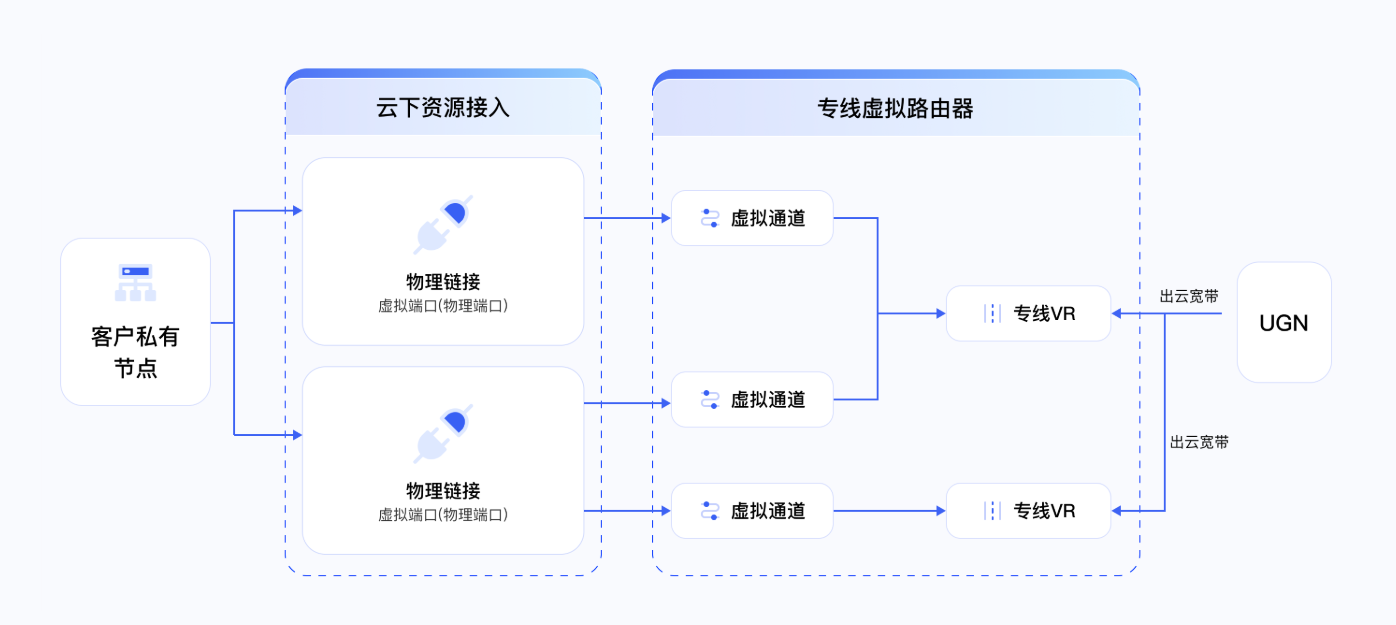 云下资源接入
专线虚拟路由器
客户私有
节点
物理链接
虚拟端口(物理端口)
物理链接
虚拟端口(物理端口)
虚拟通道
虚拟通道
虚拟通道
专线VR
专线VR
出云宽带
出云宽带
UGN